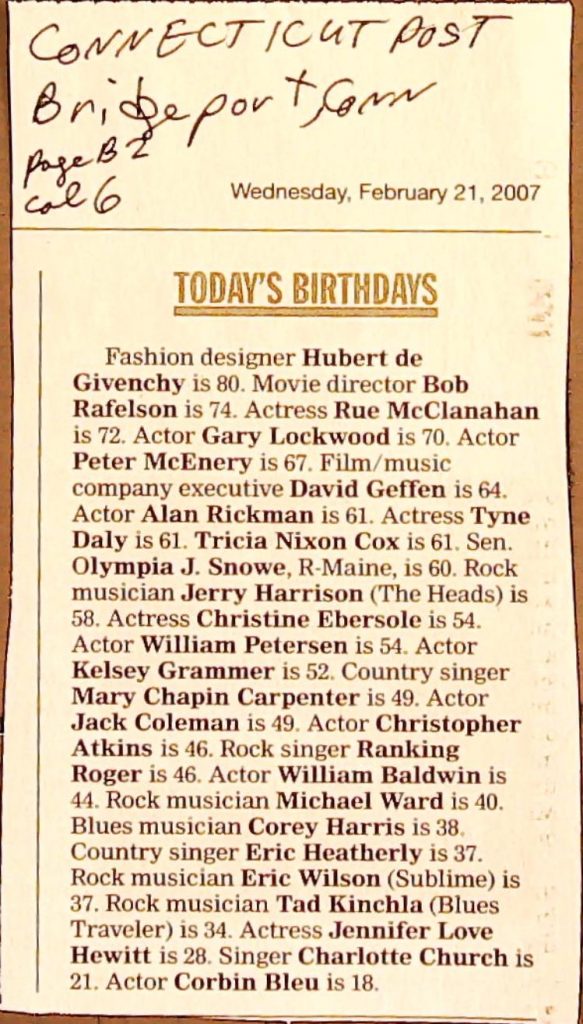 CONNECTICUT POST
Bridgeport, Conn
page B2
col 6
Wednesday, February 21, 2007
TODAY'S BIRTHDAYS
Fashion designer Hubert de
Givenchy is 80. Movie director Bob
Rafelson is 74. Actress Rue McClanahan
is 72. Actor Gary Lockwood is 70. Actor
Peter McEnery is 67. Film/music
company executive David Geffen is 64.
Actor Alan Rickman is 61. Actress Tyne
Daly is 61. Tricia Nixon Cox is 61. Sen.
Olympia J. Snowe, R-Maine, is 60. Rock
musician Jerry Harrison (The Heads) is
58. Actress Christine Ebersole is 54.
Actor William Petersen is 54. Actor
Kelsey Grammer is 52. Country singer
Mary Chapin Carpenter is 49. Actor
Jack Coleman is 49. Actor Christopher
Atkins is 46. Rock singer Ranking
Roger is 46. Actor William Baldwin is
44. Rock musician Michael Ward is 40.
Blues musician Corey Harris is 38.
Country singer Eric Heatherly is 37.
Rock musician Eric Wilson (Sublime) is
37. Rock musician Tad Kinchla (Blues
Traveler) is 34. Actress Jennifer Love
Hewitt is 28. Singer Charlotte Church is
21. Actor Corbin Bleu is 18.